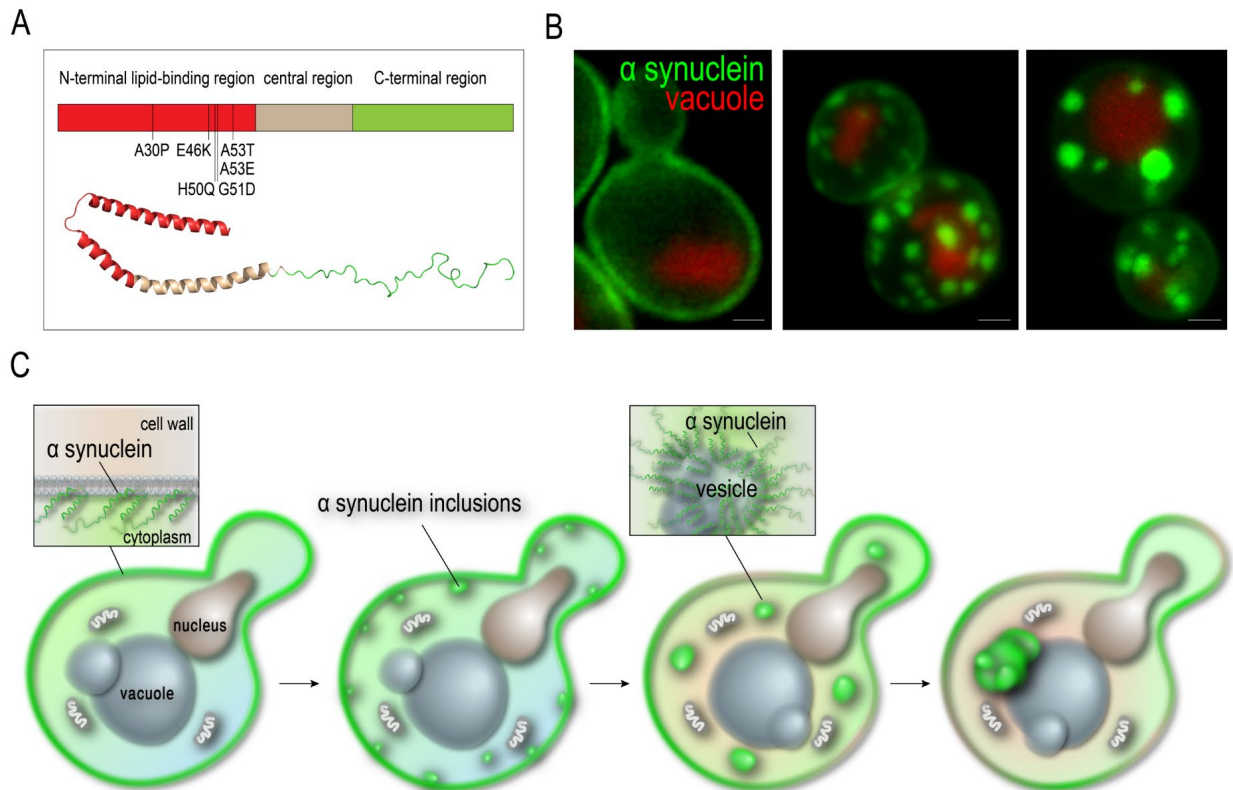 A
N-terminal lipid-binding region central region C-terminal region
A30P E46K A53T
A53E
H50Q G51D
B
α synuclein
vacuole
C
cell wall
α synuclein
cytoplasm
α synuclein inclusions
α synuclein
vesicle
nucleus
vacuole